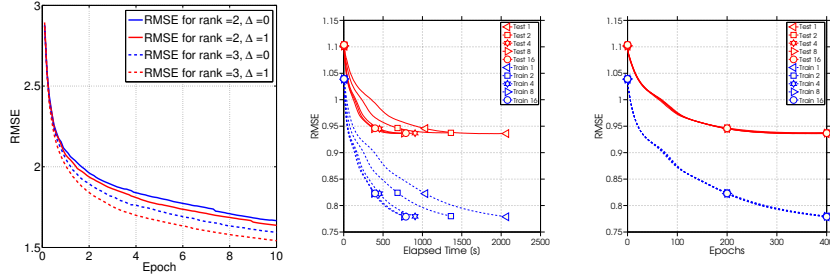 RMSE for rank =2, Δ =0
RMSE for rank =2, Δ =1
RMSE for rank =3, Δ =0
RMSE for rank =3, Δ =1
3
2.5
2
1.5
0
2
4
6
8
10
RMSE
Epoch
Test 1
Test 2
Test 4
Test 8
Test 16
Train 1
Train 2
Train 4
Train 8
Train 16
1.15
1.1
1.05
1
0.95
0.9
0.85
0.8
0.75
0
500
1000
1500
2000
2500
RMSE
Elapsed Time (s)
Test 1
Test 2
Test 4
Test 8
Test 16
Train 1
Train 2
Train 4
Train 8
Train 16
1.15
1.1
1.05
1
0.95
0.9
0.85
0.8
0.75
0
100
200
300
400
RMSE
Epochs